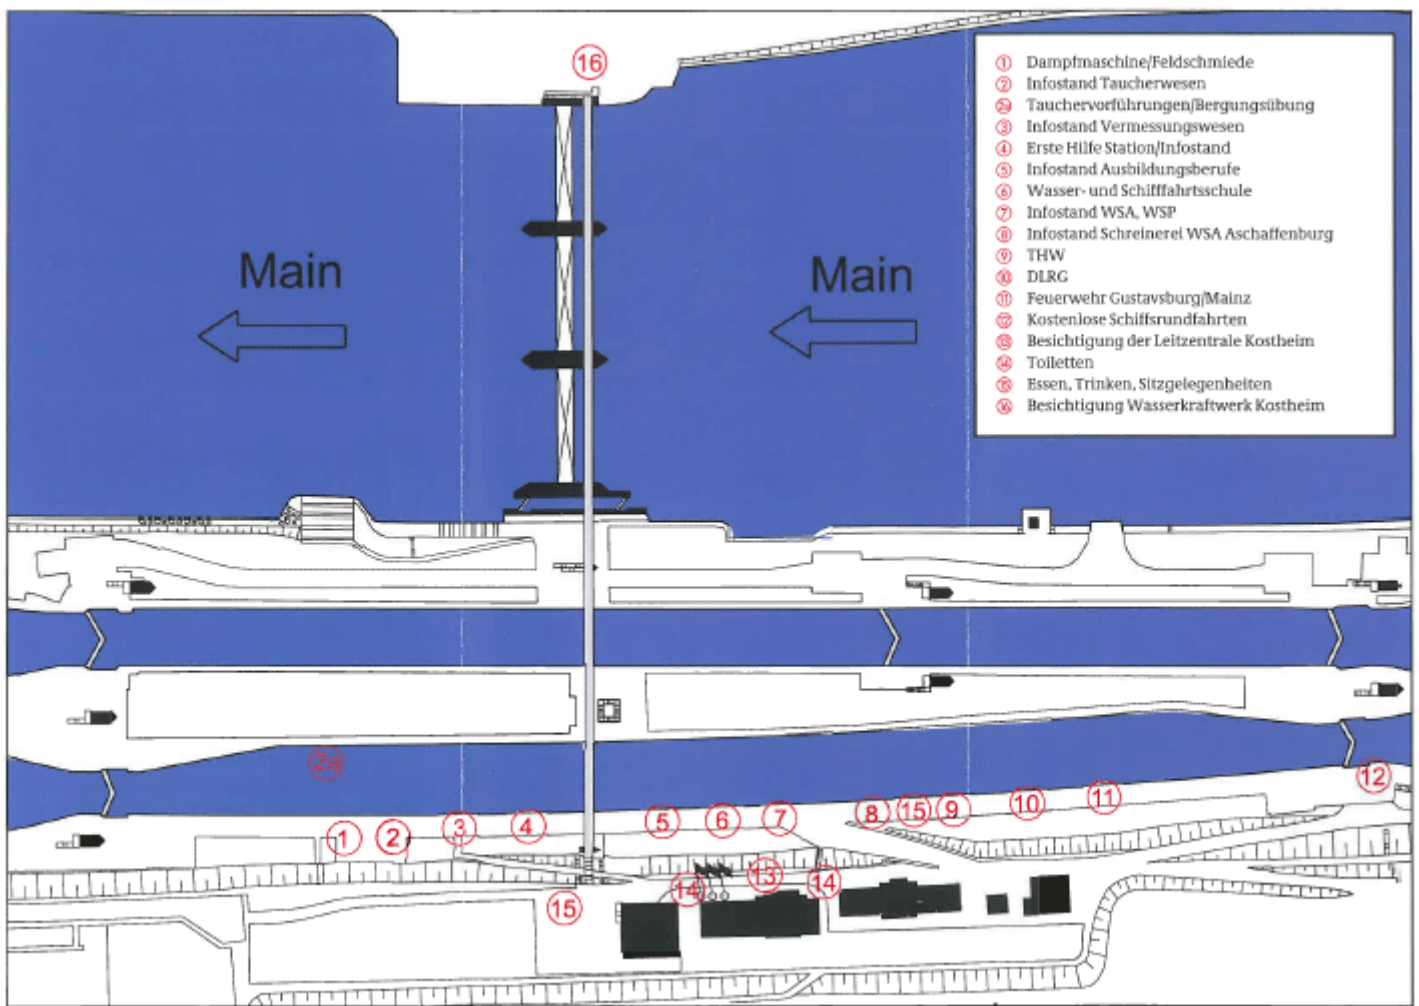 16
① Dampfmaschine/Feldschmiede
② Infostand Taucherwesen
2a Tauchervorführungen/Bergungsübung
③ Infostand Vermessungswesen
④ Erste Hilfe Station/Infostand
⑤ Infostand Ausbildungsberufe
⑥ Wasser- und Schifffahrtsschule
⑦ Infostand WSA, WSP
⑧ Infostand Schreinerei WSA Aschaffenburg
⑨ THW
⑩ DLRG
⑪ Feuerwehr Gustavsburg/Mainz
⑫ Kostenlose Schiffsrundfahrten
⑬ Besichtigung der Leitzentrale Kostheim
⑭ Toiletten
⑮ Essen, Trinken, Sitzgelegenheiten
⑯ Besichtigung Wasserkraftwerk Kostheim
Main Main
2a 12
1 2 3 4 5 6 7 8 15 9 10 11
14 13 14
15